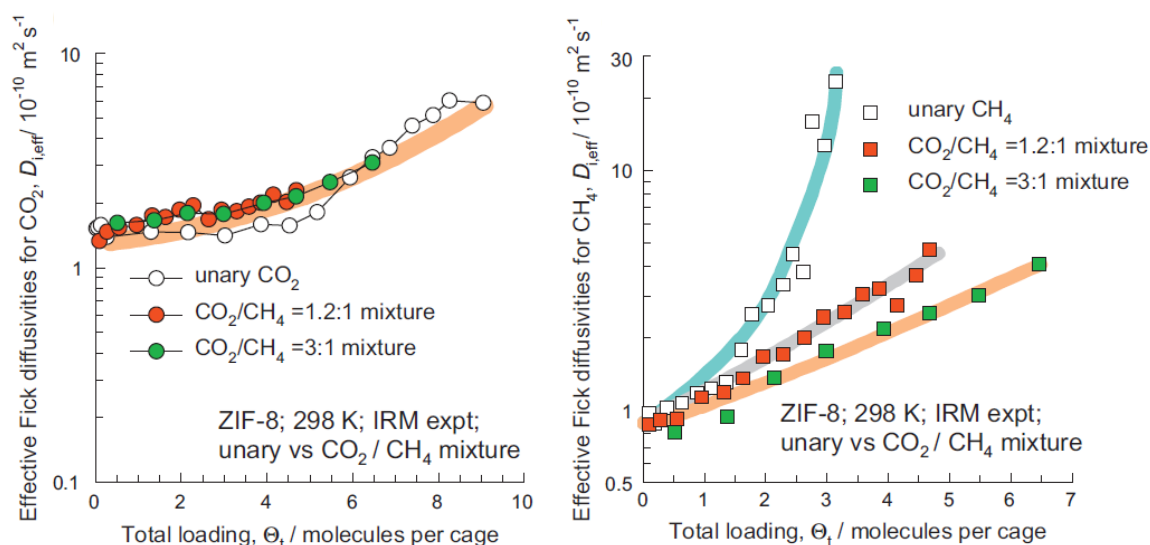 Effective Fick diffusivities for CO2, Di,eff/ 10-10 m2 s-1
10
1
0.1
unary CO2
CO2/CH4 =1.2:1 mixture
CO2/CH4 =3:1 mixture
ZIF-8; 298 K; IRM expt;
unary vs CO2 / CH4 mixture
0 2 4 6 8 10
Total loading, Θt / molecules per cage
Effective Fick diffusivities for CH4, Di,eff/ 10-10 m2 s-1
30
10
1
0.5
unary CH4
CO2/CH4 =1.2:1 mixture
CO2/CH4 =3:1 mixture
ZIF-8; 298 K; IRM expt;
unary vs CO2 / CH4 mixture
0 1 2 3 4 5 6 7
Total loading, Θt / molecules per cage